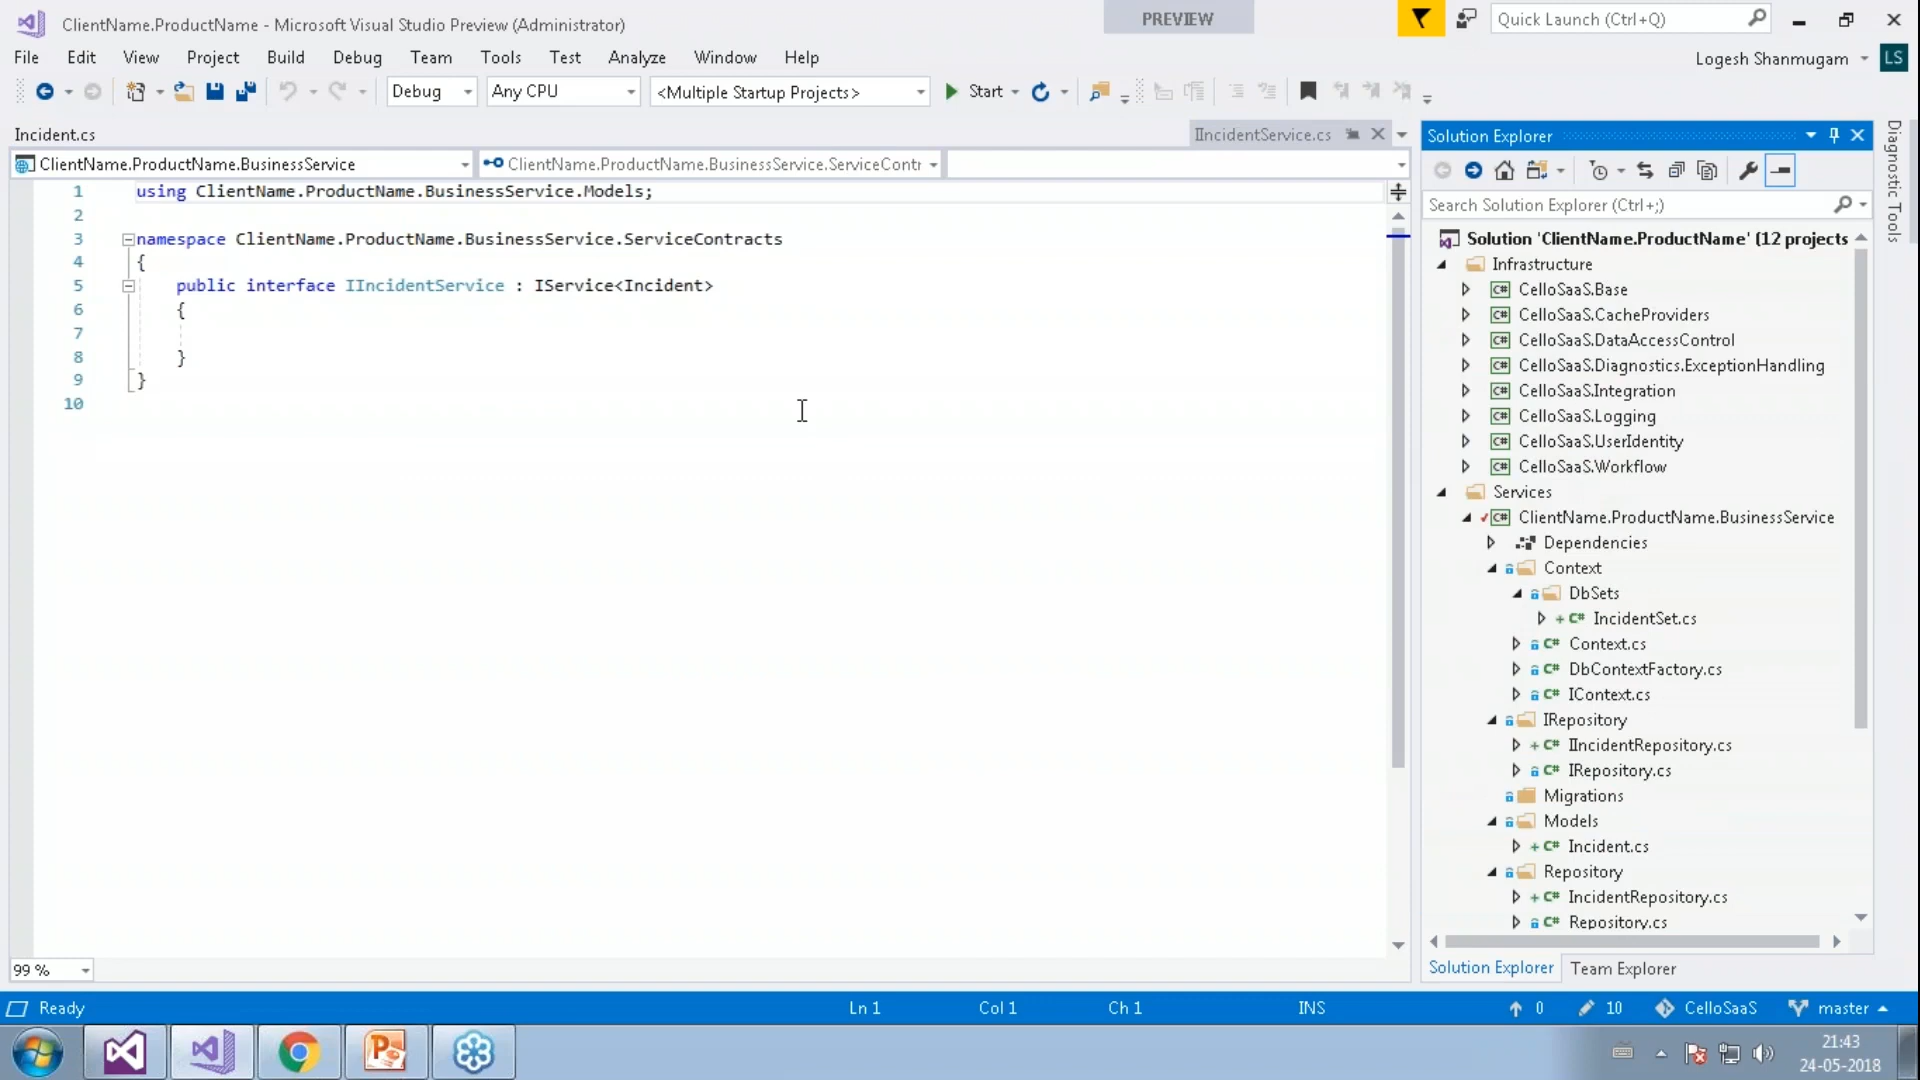 ClientName.ProductName - Microsoft Visual Studio Preview (Administrator)
PREVIEW
Quick Launch (Ctrl+Q)
File Edit View Project Build Debug Team Tools Test Analyze Window Help
Logesh Shanmugam
LS
Debug
Any CPU
<Multiple Startup Projects>
Start
Incident.cs
IIncidentService.cs
ClientName.ProductName.BusinessService
ClientName.ProductName.BusinessService.ServiceContr
1 using ClientName.ProductName.BusinessService.Models;
2
3 namespace ClientName.ProductName.BusinessService.ServiceContracts
4 {
5 public interface IIncidentService : IService<Incident>
6 {
7
8 }
9 }
10
99 %
Solution Explorer
Search Solution Explorer (Ctrl+;)
Solution 'ClientName.ProductName' (12 projects
Infrastructure
C# CelloSaaS.Base
C# CelloSaaS.CacheProviders
C# CelloSaaS.DataAccessControl
C# CelloSaaS.Diagnostics.ExceptionHandling
C# CelloSaaS.Integration
C# CelloSaaS.Logging
C# CelloSaaS.UserIdentity
C# CelloSaaS.Workflow
Services
C# ClientName.ProductName.BusinessService
Dependencies
Context
DbSets
C# IncidentSet.cs
C# Context.cs
C# DbContextFactory.cs
C# IContext.cs
IRepository
C# IIncidentRepository.cs
C# IRepository.cs
Migrations
Models
C# Incident.cs
Repository
C# IncidentRepository.cs
C# Repository.cs
Solution Explorer
Team Explorer
Diagnostic Tools
Ready
Ln 1
Col 1
Ch 1
INS
0
10
CelloSaaS
master
21:43
24-05-2018